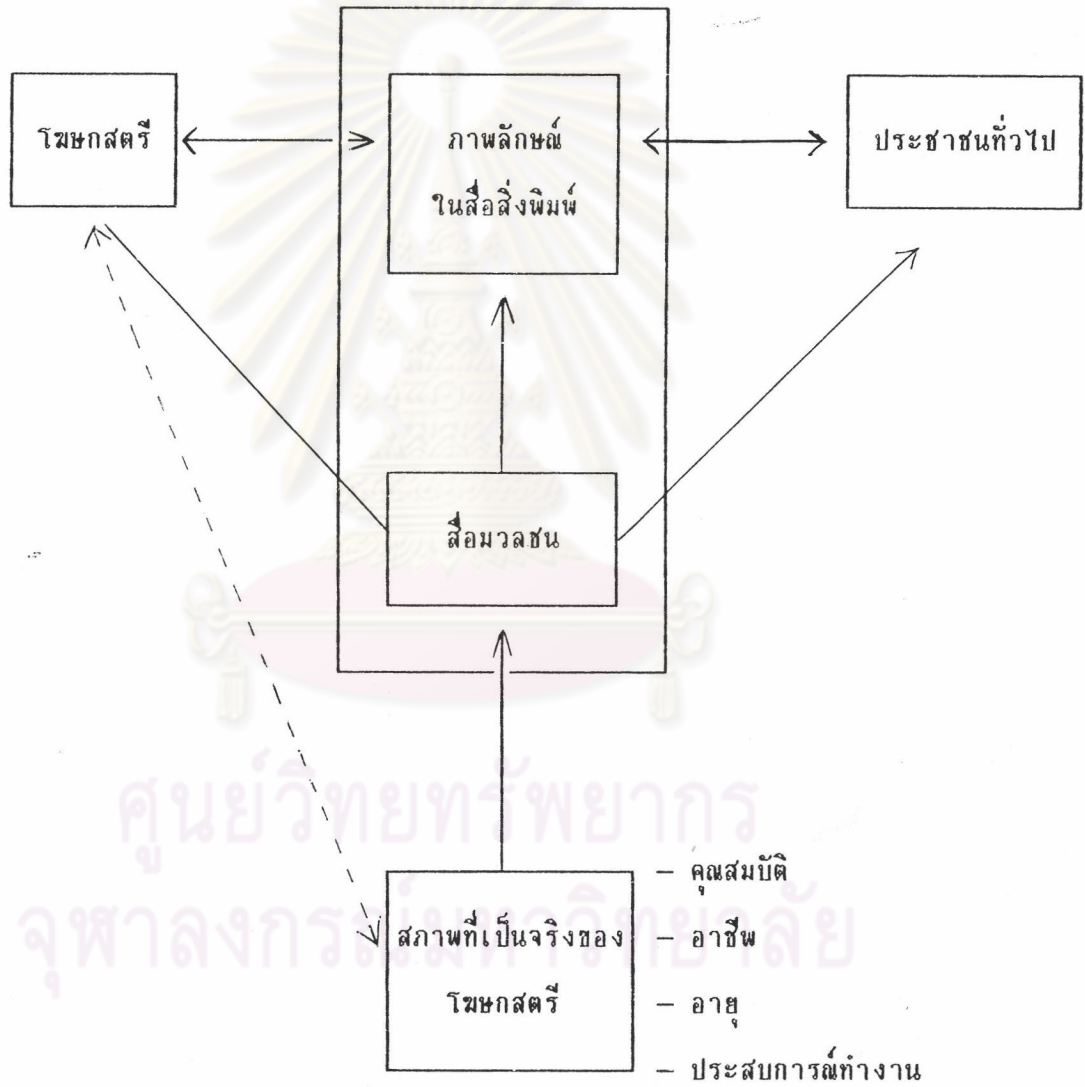 โฆษกสตรี
ภาพลักษณ์
ในสื่อสิ่งพิมพ์
ประชาชนทั่วไป
สื่อมวลชน
ศูนย์วิทยทรัพยากร
จุฬาลงกรณ์มหาวิทยาลัย
สภาพที่เป็นจริงของ
โฆษกสตรี
- คุณสมบัติ
- อาชีพ
- อายุ
- ประสบการณ์ทำงาน